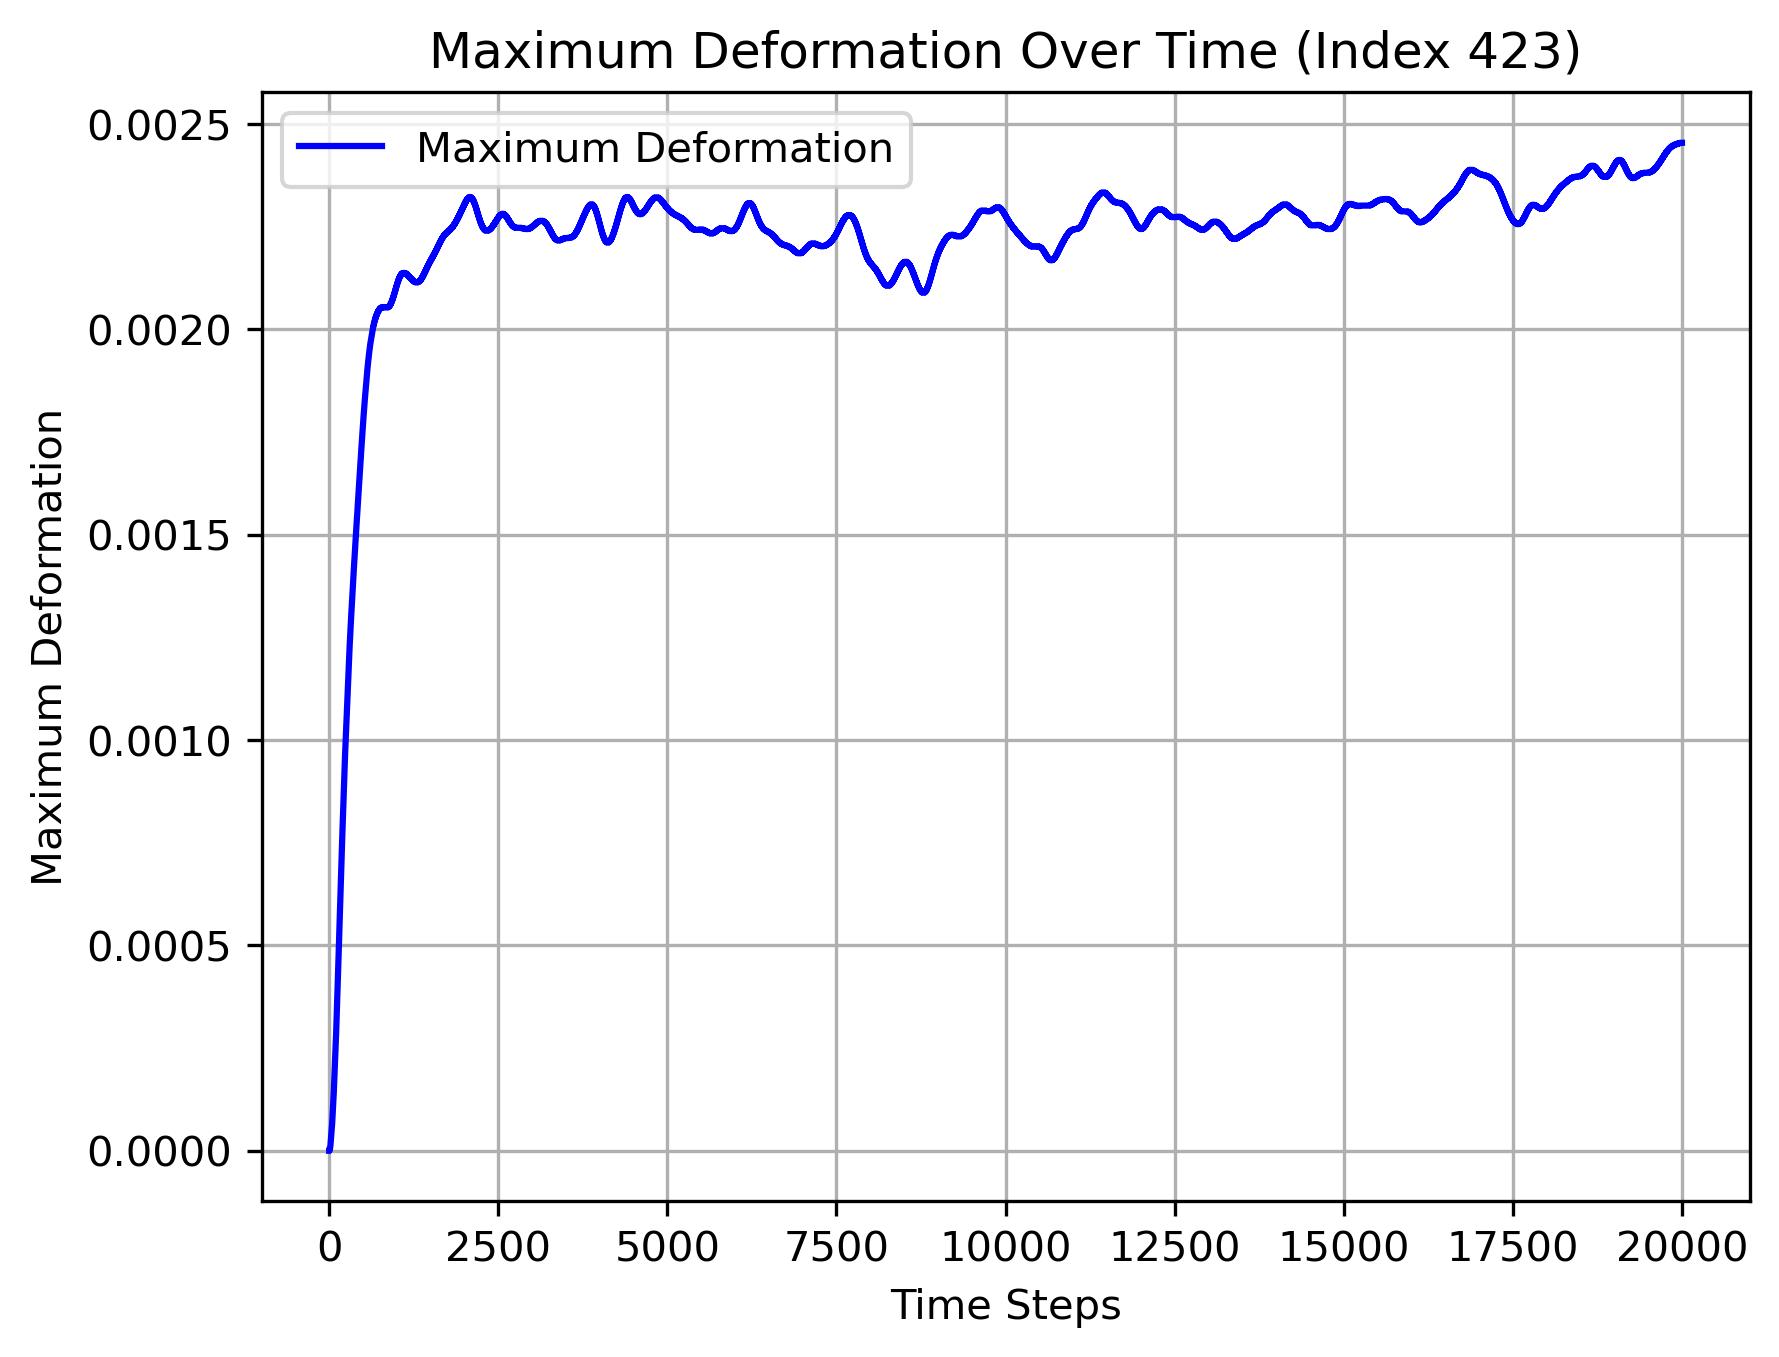 Maximum Deformation Over Time (Index 423)
Maximum Deformation
0.0025
0.0020
0.0015
0.0010
0.0005
0.0000
Maximum Deformation
0 2500 5000 7500 10000 12500 15000 17500 20000
Time Steps